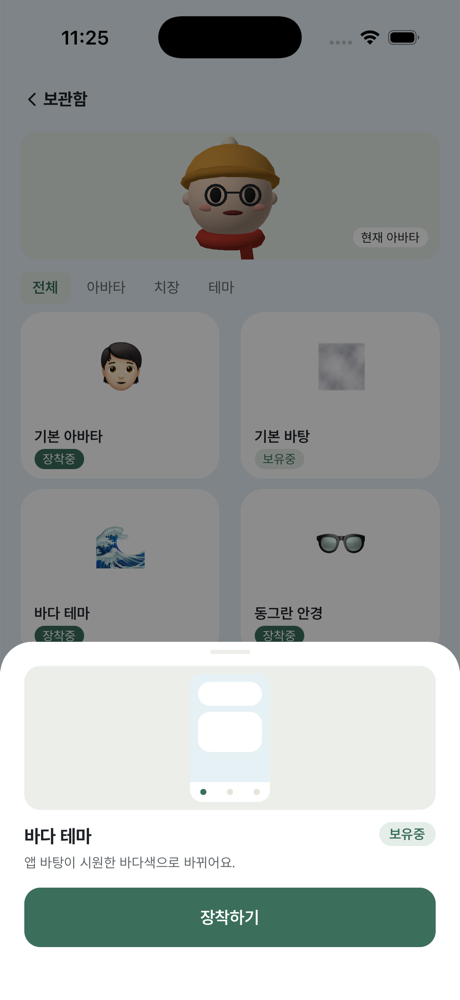 11:25
보관함
현재 아바타
전체 아바타 치장 테마
기본 아바타
장착중
기본 바탕
보유중
바다 테마
장착중
동그란 안경
장착중
바다 테마
보유중
앱 바탕이 시원한 바다색으로 바뀌어요.
장착하기